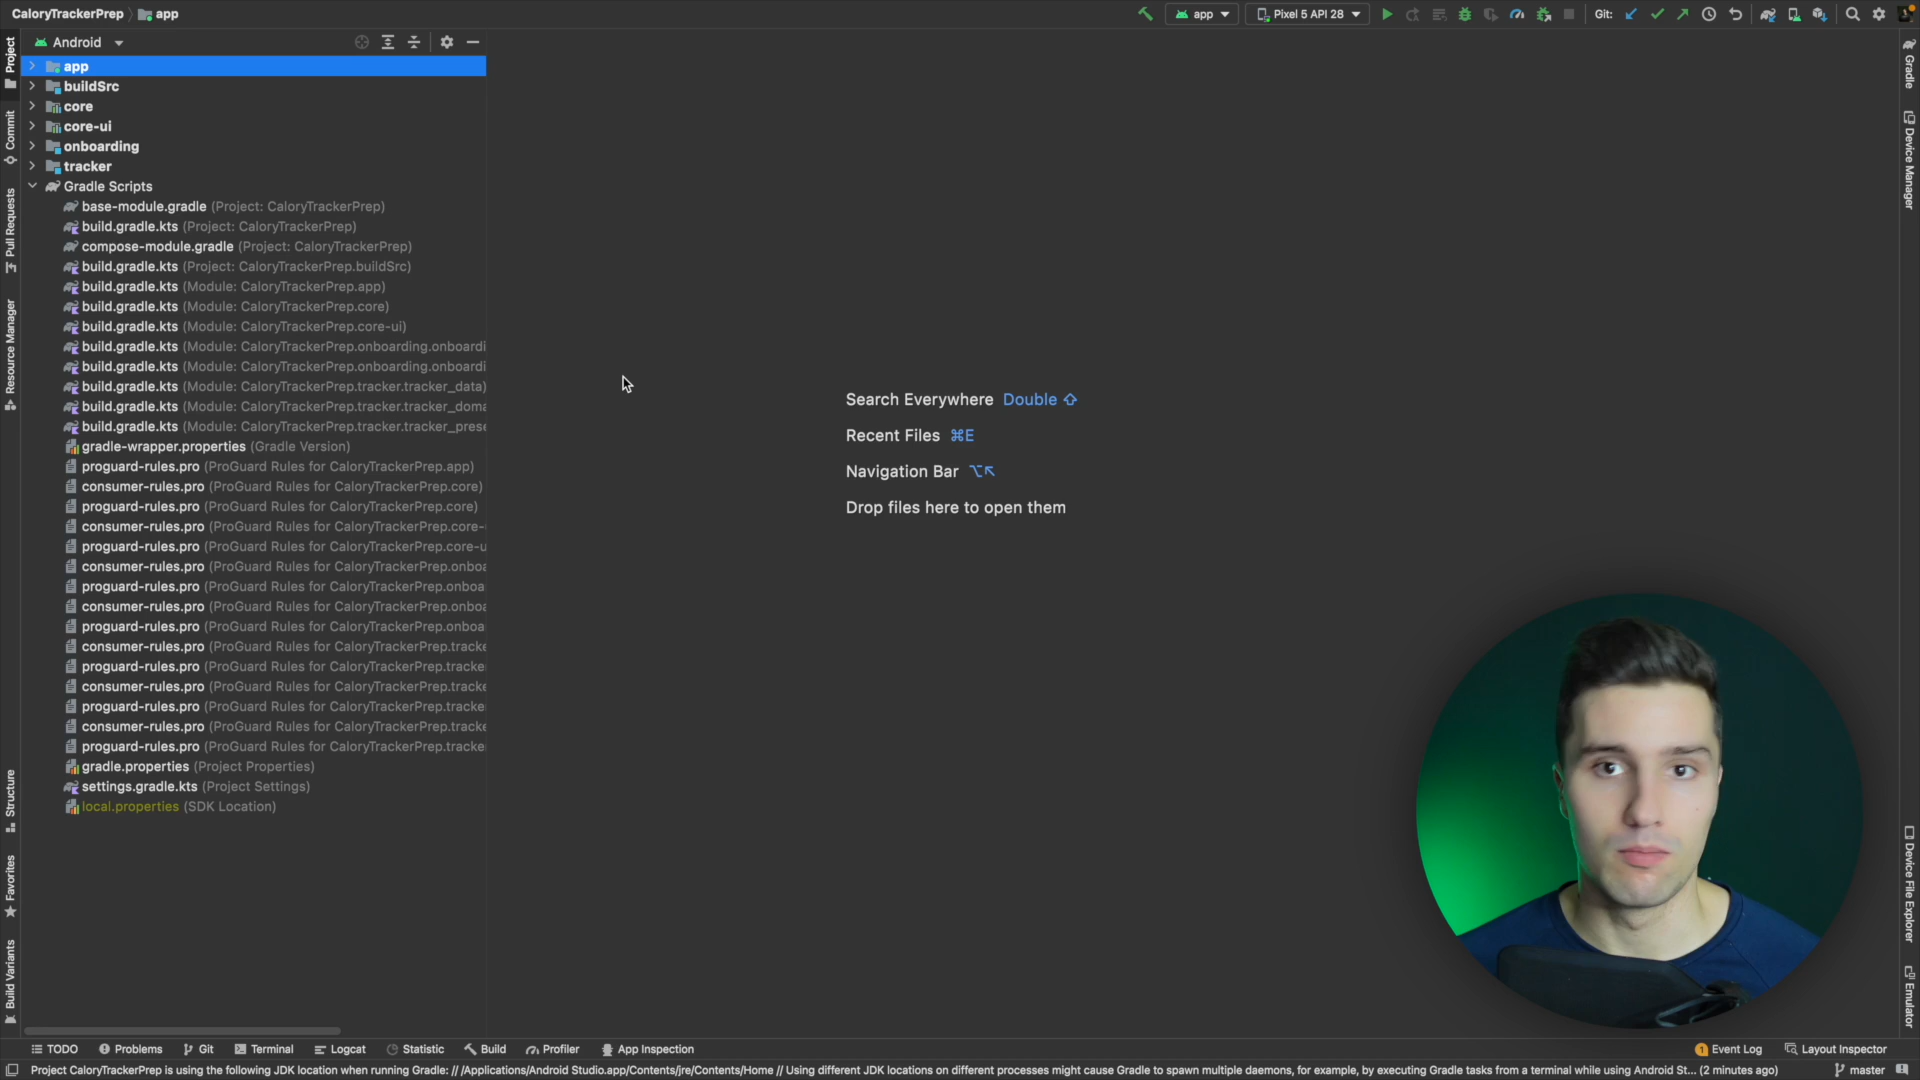 CaloryTrackerPrep
app
app
Pixel 5 API 28
Git:
Android
app
buildSrc
core
core-ui
onboarding
tracker
Gradle Scripts
base-module.gradle (Project: CaloryTrackerPrep)
build.gradle.kts (Project: CaloryTrackerPrep)
compose-module.gradle (Project: CaloryTrackerPrep)
build.gradle.kts (Project: CaloryTrackerPrep.buildSrc)
build.gradle.kts (Module: CaloryTrackerPrep.app)
build.gradle.kts (Module: CaloryTrackerPrep.core)
build.gradle.kts (Module: CaloryTrackerPrep.core-ui)
build.gradle.kts (Module: CaloryTrackerPrep.onboarding.onboardi
build.gradle.kts (Module: CaloryTrackerPrep.onboarding.onboardi
build.gradle.kts (Module: CaloryTrackerPrep.tracker.tracker_data)
build.gradle.kts (Module: CaloryTrackerPrep.tracker.tracker_doma
build.gradle.kts (Module: CaloryTrackerPrep.tracker.tracker_prese
gradle-wrapper.properties (Gradle Version)
proguard-rules.pro (ProGuard Rules for CaloryTrackerPrep.app)
consumer-rules.pro (ProGuard Rules for CaloryTrackerPrep.core)
proguard-rules.pro (ProGuard Rules for CaloryTrackerPrep.core)
consumer-rules.pro (ProGuard Rules for CaloryTrackerPrep.core-
proguard-rules.pro (ProGuard Rules for CaloryTrackerPrep.core-u
consumer-rules.pro (ProGuard Rules for CaloryTrackerPrep.onboa
proguard-rules.pro (ProGuard Rules for CaloryTrackerPrep.onboa
consumer-rules.pro (ProGuard Rules for CaloryTrackerPrep.onboa
proguard-rules.pro (ProGuard Rules for CaloryTrackerPrep.onboa
consumer-rules.pro (ProGuard Rules for CaloryTrackerPrep.tracke
proguard-rules.pro (ProGuard Rules for CaloryTrackerPrep.tracke
consumer-rules.pro (ProGuard Rules for CaloryTrackerPrep.tracke
proguard-rules.pro (ProGuard Rules for CaloryTrackerPrep.tracke
consumer-rules.pro (ProGuard Rules for CaloryTrackerPrep.tracke
proguard-rules.pro (ProGuard Rules for CaloryTrackerPrep.tracke
gradle.properties (Project Properties)
settings.gradle.kts (Project Settings)
local.properties (SDK Location)
Project
Commit
Pull Requests
Resource Manager
Structure
Favorites
Build Variants
Search Everywhere Double ⇧
Recent Files ⌘E
Navigation Bar ⌥↖
Drop files here to open them
Gradle
Device Manager
Device File Explorer
Emulator
TODO
Problems
Git
Terminal
Logcat
Statistic
Build
Profiler
App Inspection
1 Event Log
Layout Inspector
Project CaloryTrackerPrep is using the following JDK location when running Gradle: // /Applications/Android Studio.app/Contents/jre/Contents/Home // Using different JDK locations on different processes might cause Gradle to spawn multiple daemons, for example, by executing Gradle tasks from a terminal while using Android St... (2 minutes ago)
master